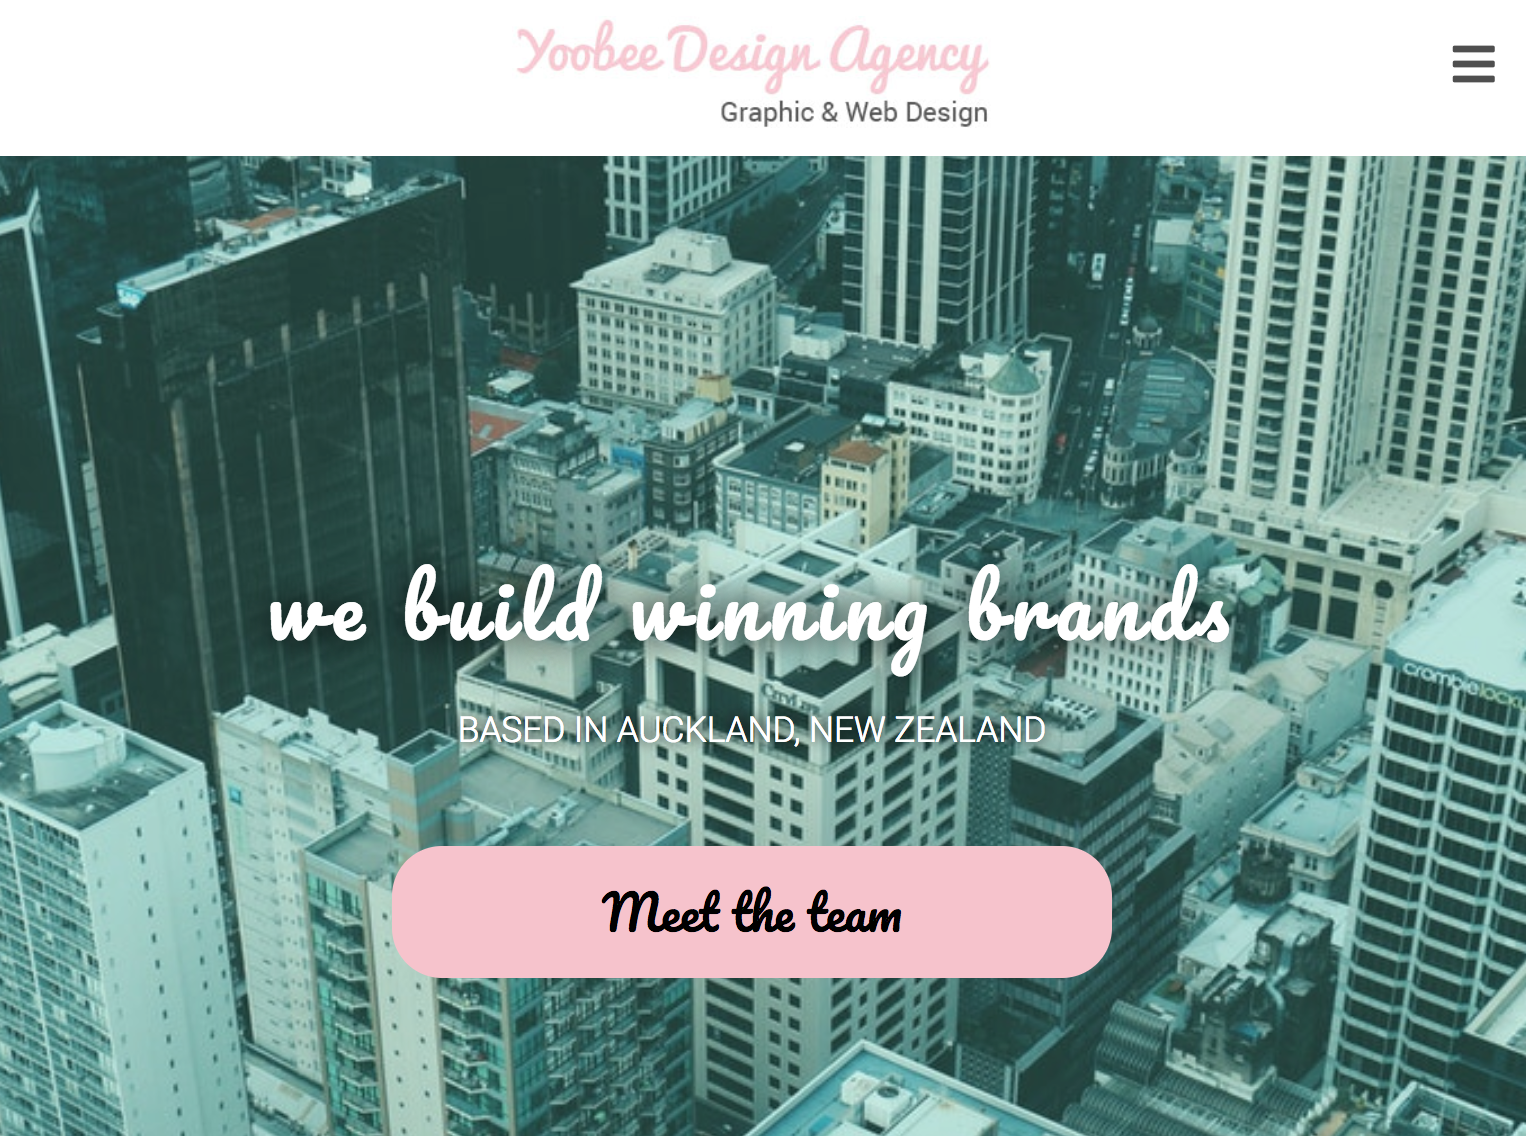 Yoobee Design Agency
Graphic & Web Design
we build winning brands
BASED IN AUCKLAND, NEW ZEALAND
Meet the team